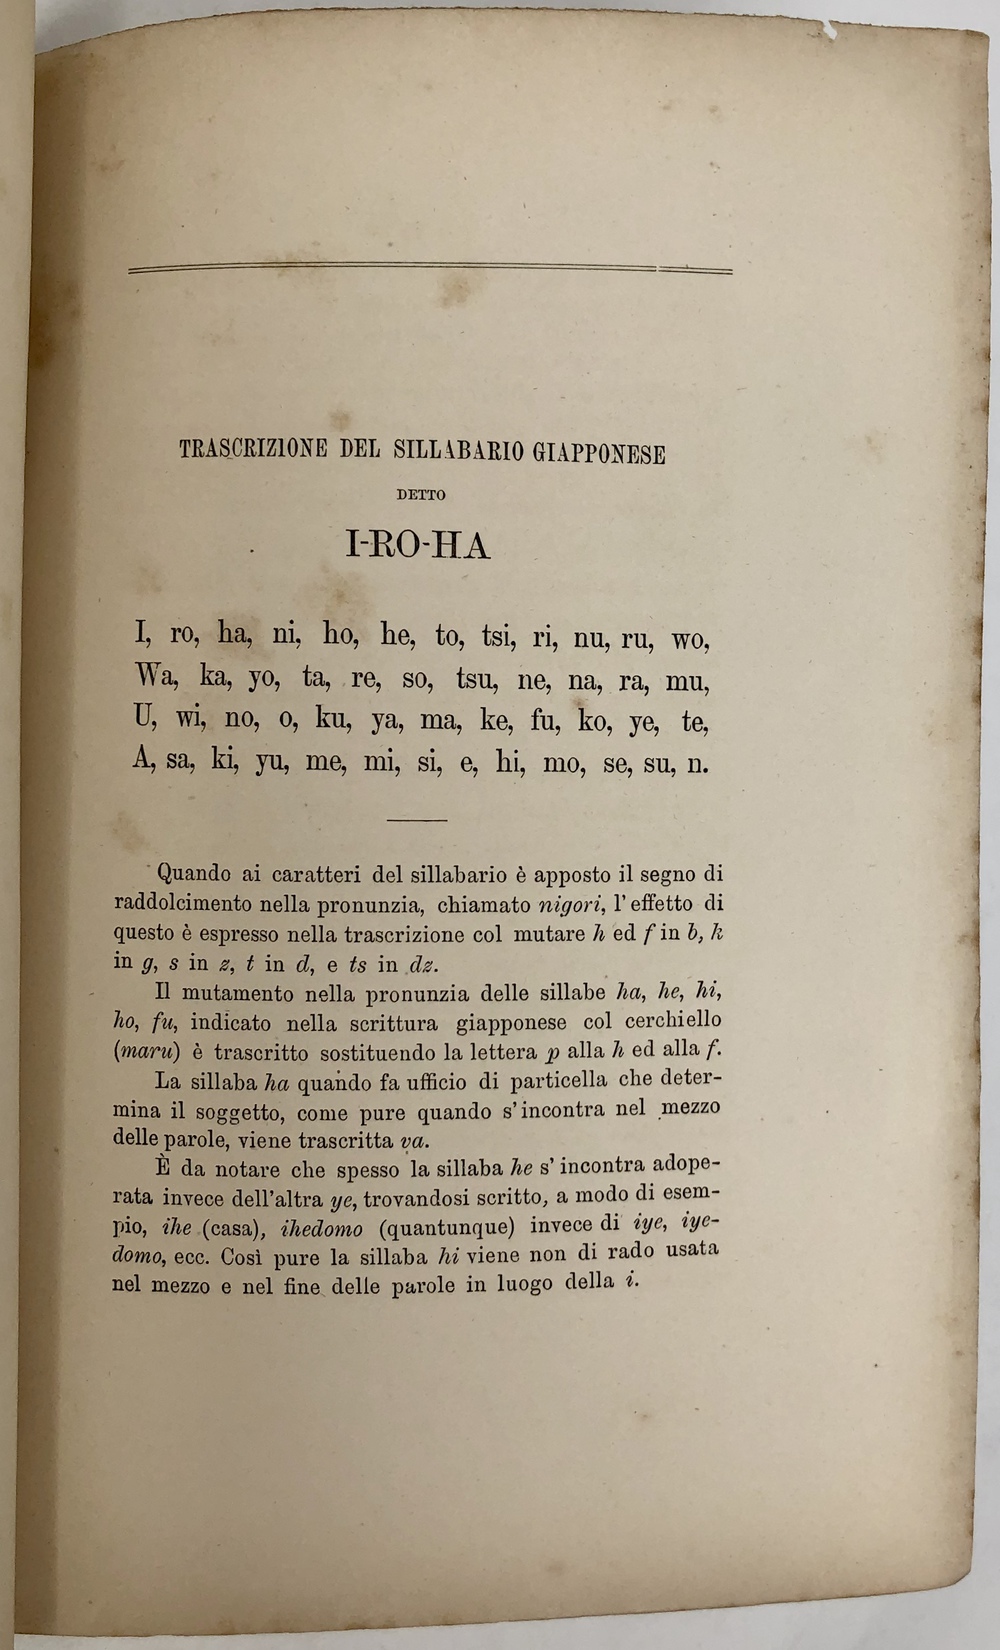 TRASCRIZIONE DEL SILLABARIO GIAPPONESE
DETTO
I-RO-HA
I, ro, ha, ni, ho, he, to, tsi, ri, nu, ru, wo,
Wa, ka, yo, ta, re, so, tsu, ne, na, ra, mu,
U, wi, no, o, ku, ya, ma, ke, fu, ko, ye, te,
A, sa, ki, yu, me, mi, si, e, hi, mo, se, su, n.
Quando ai caratteri del sillabario è apposto il segno di
raddolcimento nella pronunzia, chiamato nigori, l'effetto di
questo è espresso nella trascrizione col mutare h ed f in b, k
in g, s in z, t in d, e ts in dz.
Il mutamento nella pronunzia delle sillabe ha, he, hi,
ho, fu, indicato nella scrittura giapponese col cerchiello
(maru) è trascritto sostituendo la lettera p alla h ed alla f.
La sillaba ha quando fa ufficio di particella che deter-
mina il soggetto, come pure quando s'incontra nel mezzo
delle parole, viene trascritta va.
È da notare che spesso la sillaba he s'incontra adope-
rata invece dell'altra ye, trovandosi scritto, a modo di esem-
pio, ihe (casa), ihedomo (quantunque) invece di iye, iye-
domo, ecc. Così pure la sillaba hi viene non di rado usata
nel mezzo e nel fine delle parole in luogo della i.